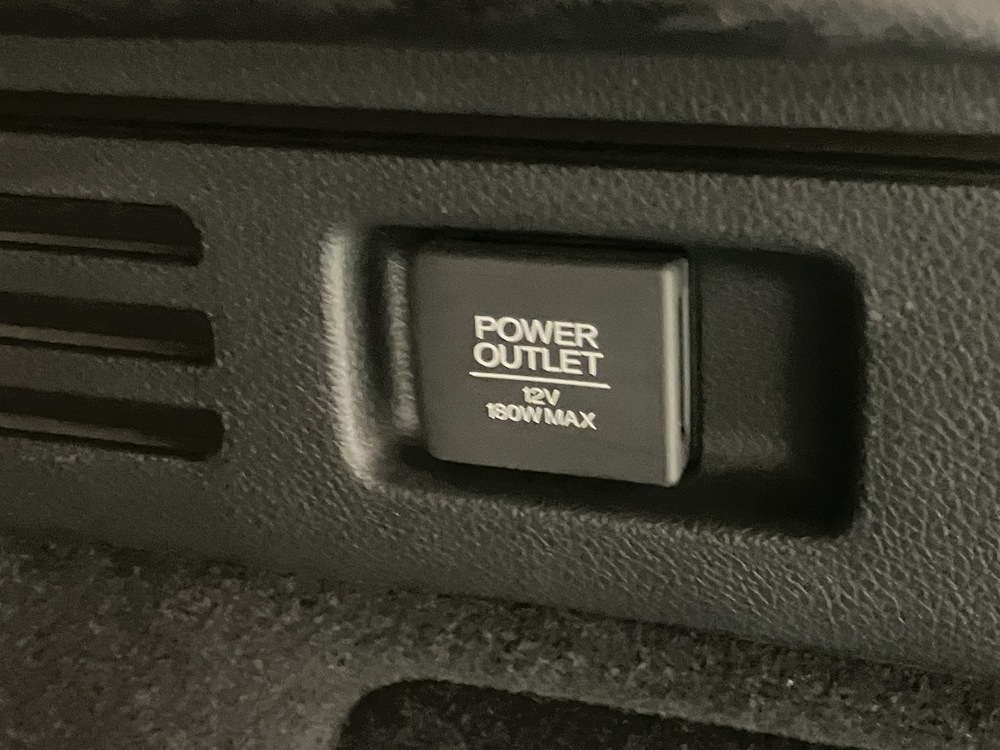 POWER
OUTLET
12V
180W MAX